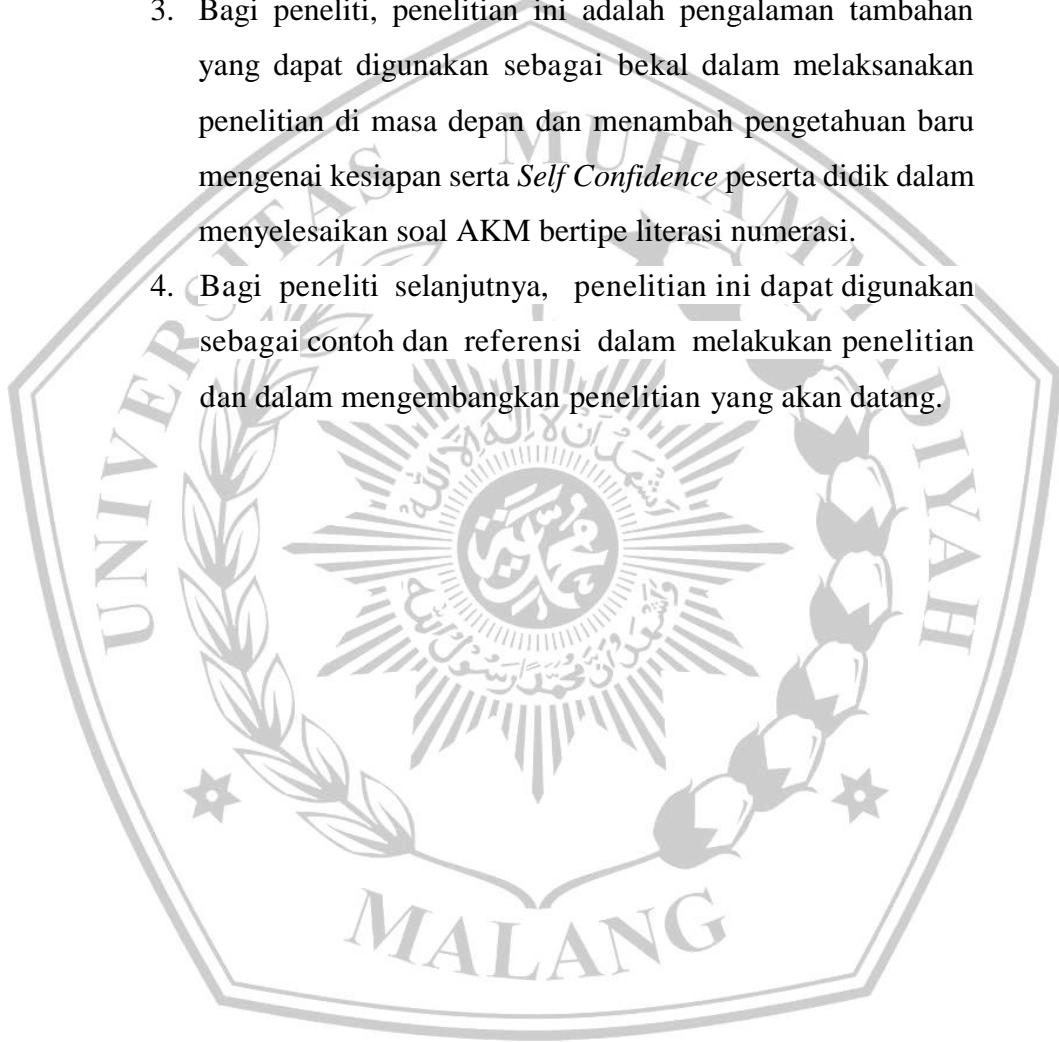 3. Bagi peneliti, penelitian ini adalah pengalaman tambahan
yang dapat digunakan sebagai bekal dalam melaksanakan
penelitian di masa depan dan menambah pengetahuan baru
mengenai kesiapan serta Self Confidence peserta didik dalam
menyelesaikan soal AKM bertipe literasi numerasi.
4. Bagi peneliti selanjutnya, penelitian ini dapat digunakan
sebagai contoh dan referensi dalam melakukan penelitian
dan dalam mengembangkan penelitian yang akan datang.
UNIVERSITAS MUHAMMADIYAH
MALANG